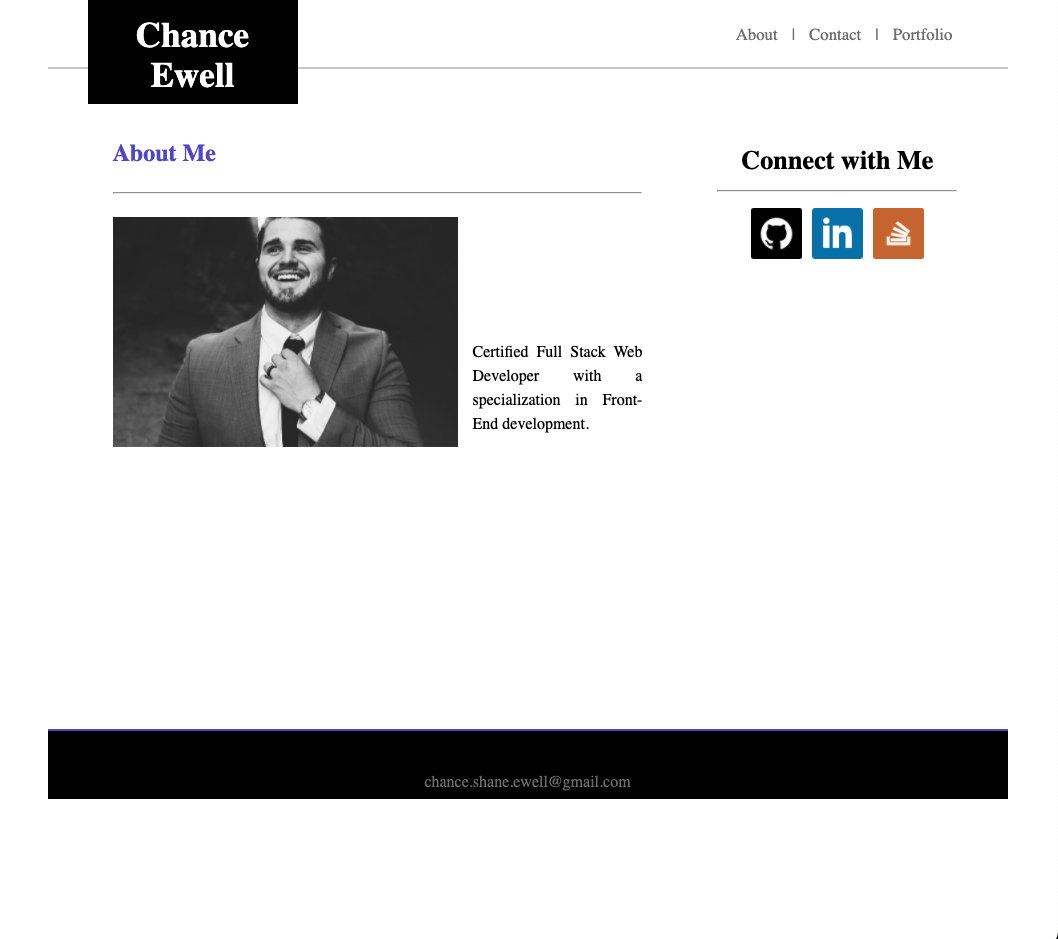 Chance
Ewell
About | Contact | Portfolio
About Me
Certified Full Stack Web
Developer with a
specialization in Front-
End development.
Connect with Me
in
chance.shane.ewell@gmail.com